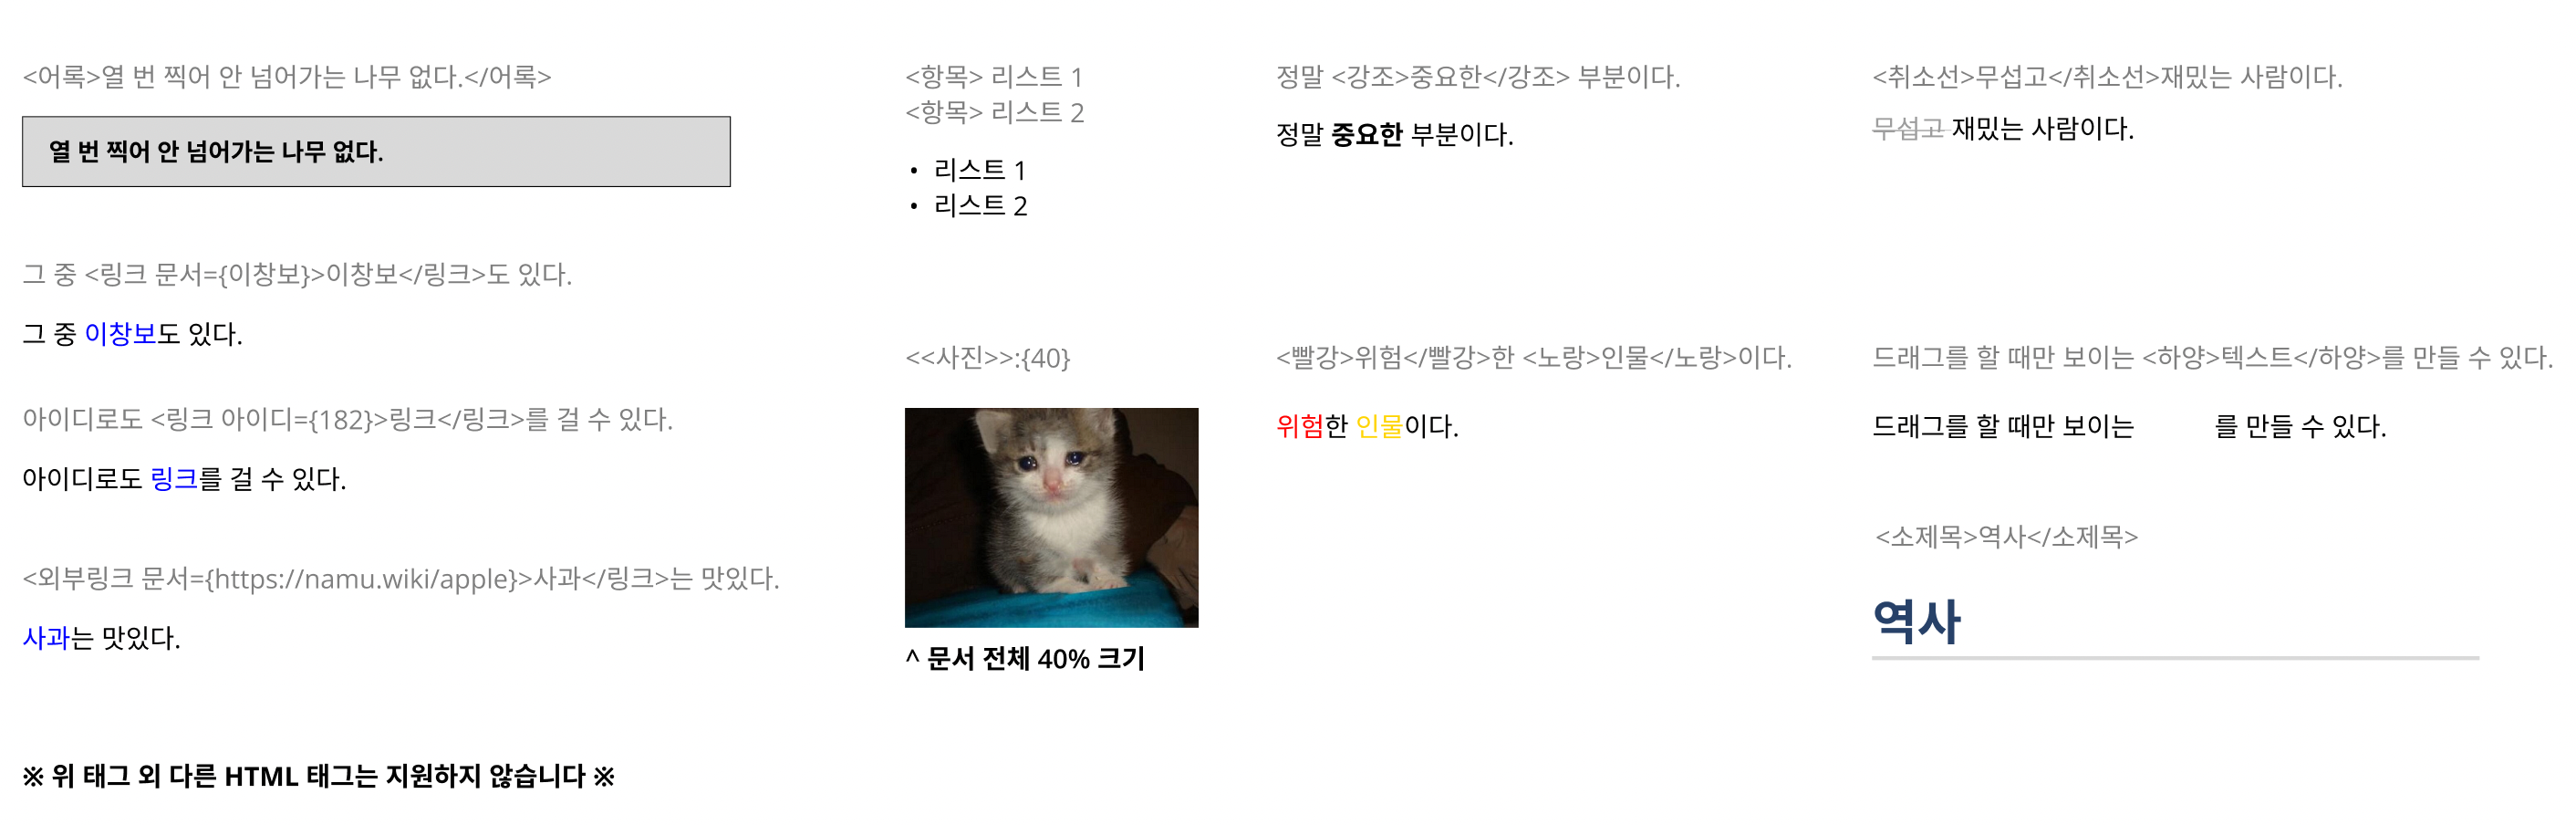 <어록>열 번 찍어 안 넘어가는 나무 없다.</어록>
열 번 찍어 안 넘어가는 나무 없다.
그 중 <링크 문서={이창보}>이창보</링크>도 있다.
그 중 이창보도 있다.
아이디로도 <링크 아이디={182}>링크</링크>를 걸 수 있다.
아이디로도 링크를 걸 수 있다.
<외부링크 문서={https://namu.wiki/apple}>사과</링크>는 맛있다.
사과는 맛있다.
<항목> 리스트 1
<항목> 리스트 2
• 리스트 1
• 리스트 2
<<사진>>:{40}
^ 문서 전체 40% 크기
정말 <강조>중요한</강조> 부분이다.
정말 중요한 부분이다.
<빨강>위험</빨강>한 <노랑>인물</노랑>이다.
위험한 인물이다.
<취소선>무섭고</취소선>재밌는 사람이다.
무섭고 재밌는 사람이다.
드래그를 할 때만 보이는 <하양>텍스트</하양>를 만들 수 있다.
드래그를 할 때만 보이는 를 만들 수 있다.
<소제목>역사</소제목>
역사
※ 위 태그 외 다른 HTML 태그는 지원하지 않습니다 ※